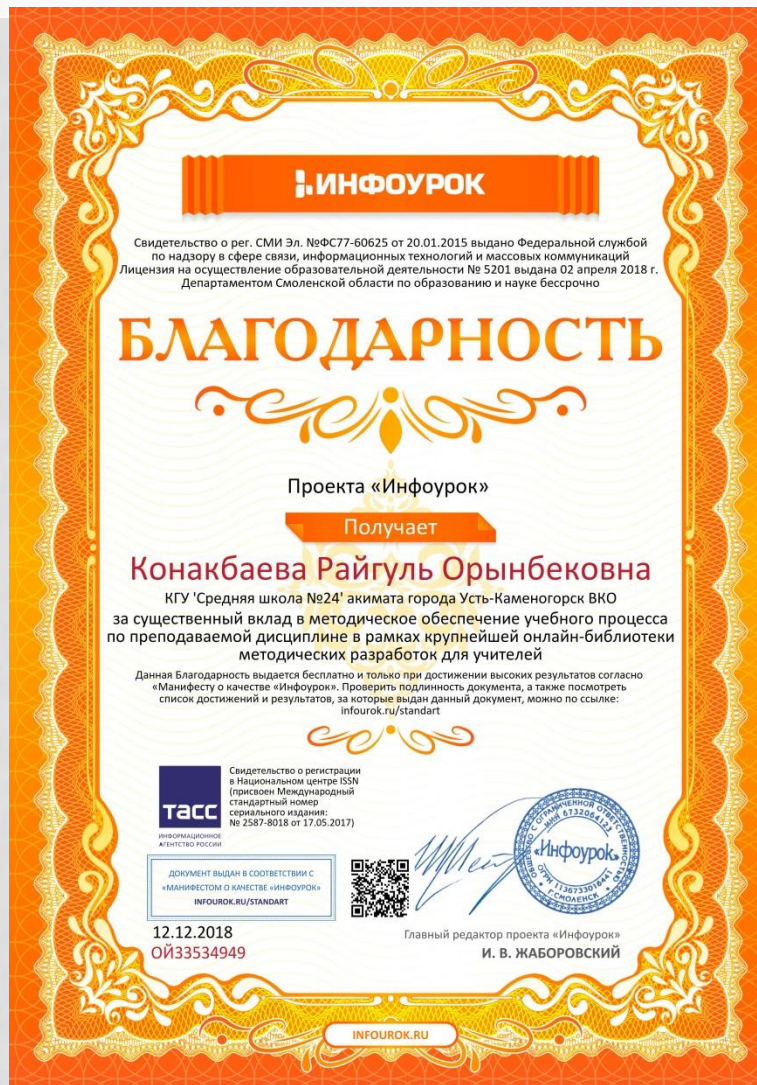 ИНФОУРОК
Свидетельство о рег. СМИ Эл. №ФС77-60625 от 20.01.2015 выдано Федеральной службой
по надзору в сфере связи, информационных технологий и массовых коммуникаций
Лицензия на осуществление образовательной деятельности № 5201 выдана 02 апреля 2018 г.
Департаментом Смоленской области по образованию и науке бессрочно
БЛАГОДАРНОСТЬ
Проекта «Инфоурок»
Получает
Конакбаева Райгуль Орынбековна
КГУ 'Средняя школа №24' акимата города Усть-Каменогорск ВКО
за существенный вклад в методическое обеспечение учебного процесса
по преподаваемой дисциплине в рамках крупнейшей онлайн-библиотеки
методических разработок для учителей
Данная Благодарность выдается бесплатно и только при достижении высоких результатов согласно
«Манифесту о качестве «Инфоурок». Проверить подлинность документа, а также посмотреть
список достижений и результатов, за которые выдан данный документ, можно по ссылке:
infourok.ru/standart
Свидетельство о регистрации
в Национальном центре ISSN
(присвоен Международный
стандартный номер
сериального издания:
№ 2587-8018 от 17.05.2017)
ТАСС
ИНФОРМАЦИОННОЕ
АГЕНТСТВО РОССИИ
ДОКУМЕНТ ВЫДАН В СООТВЕТСТВИИ С
«МАНИФЕСТОМ О КАЧЕСТВЕ «ИНФОУРОК»
INFOUROK.RU/STANDART
ОБЩЕСТВО С ОГРАНИЧЕННОЙ ОТВЕТСТВЕННОСТЬЮ
ИНН 6732064123
«Инфоурок»
ОГРН 1136733016441
Г.СМОЛЕНСК
12.12.2018
ОЙ33534949
Главный редактор проекта «Инфоурок»
И. В. ЖАБОРОВСКИЙ
INFOUROK.RU